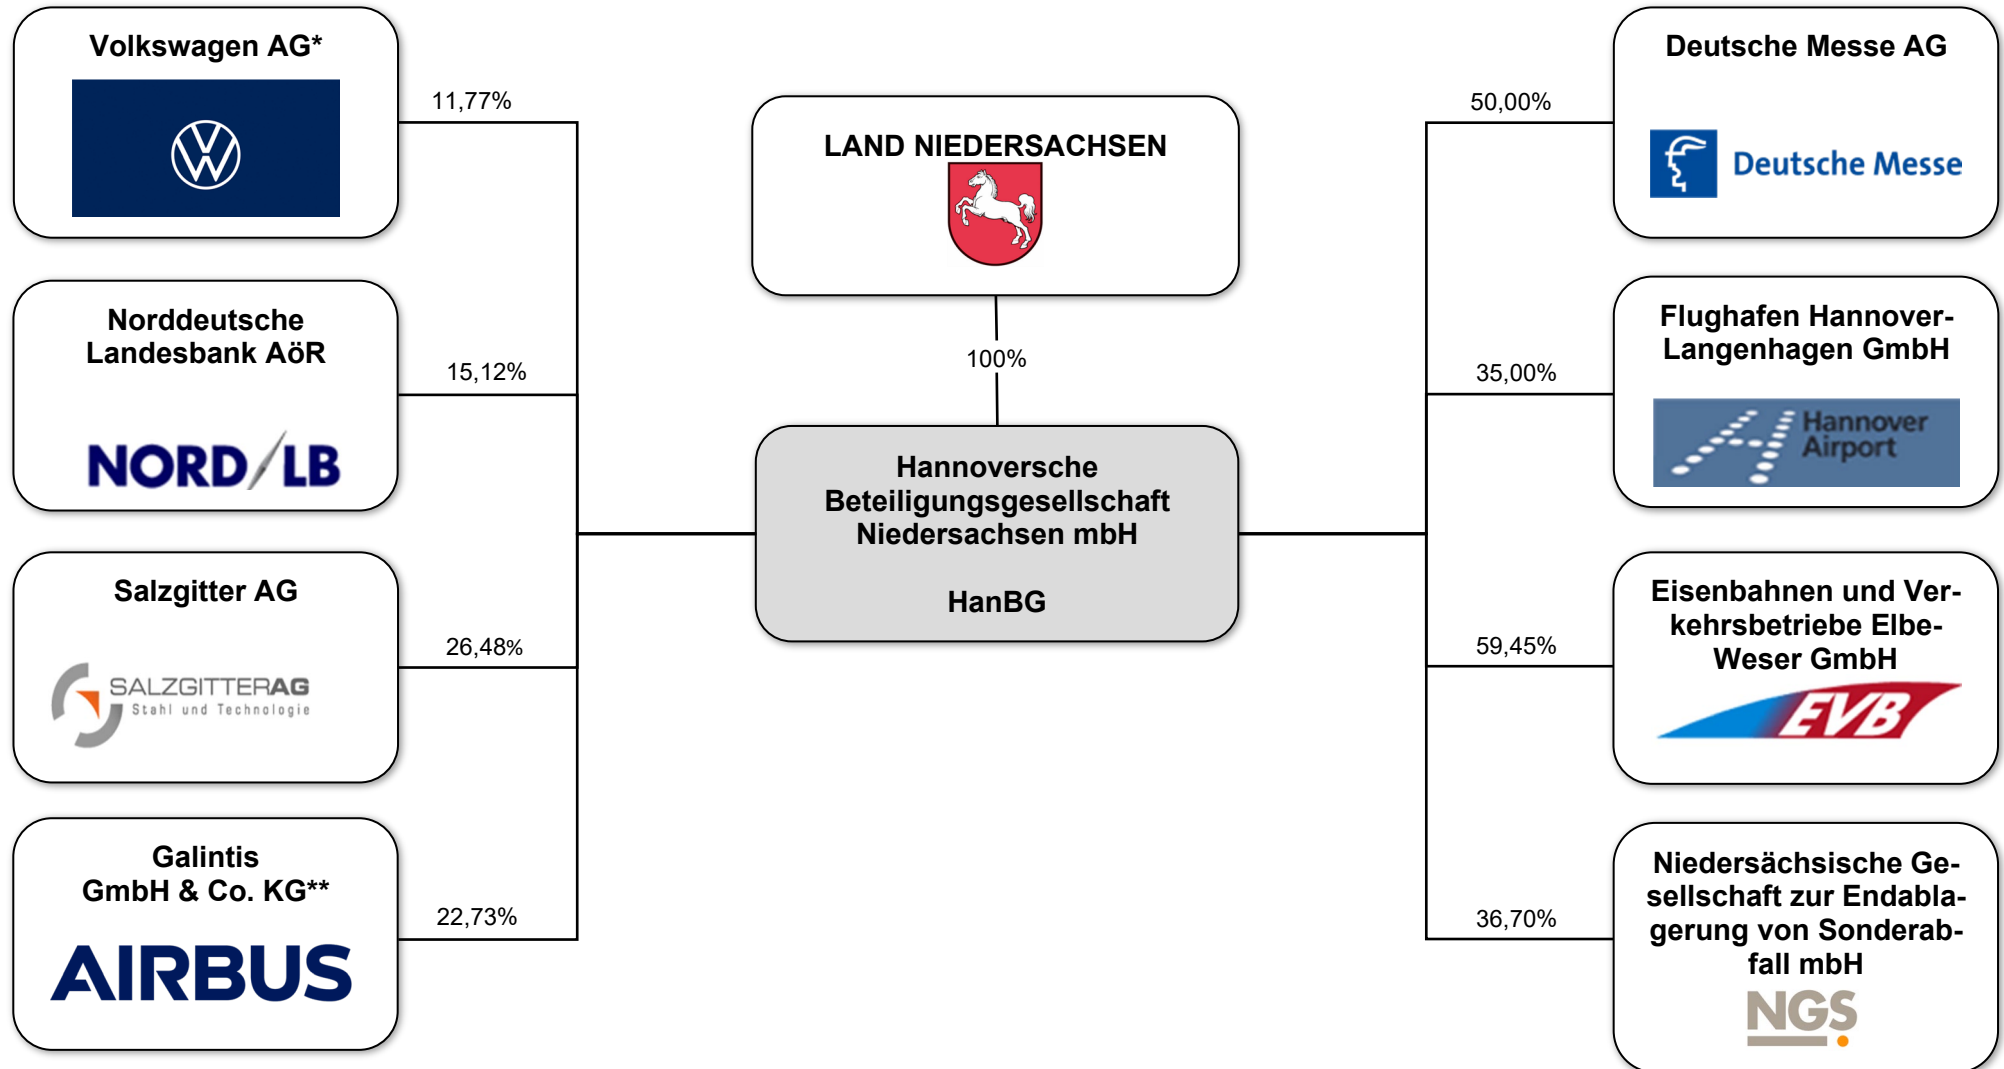 Volkswagen AG*
11,77%
Norddeutsche
Landesbank AöR
NORD/LB
15,12%
Salzgitter AG
SALZGITTERAG
Stahl und Technologie
26,48%
Galintis
GmbH & Co. KG**
AIRBUS
22,73%
LAND NIEDERSACHSEN
100%
Hannoversche
Beteiligungsgesellschaft
Niedersachsen mbH
HanBG
Deutsche Messe AG
Deutsche Messe
50,00%
Flughafen Hannover-
Langenhagen GmbH
Hannover
Airport
35,00%
Eisenbahnen und Ver-
kehrsbetriebe Elbe-
Weser GmbH
EVB
59,45%
Niedersächsische Ge-
sellschaft zur Endabla-
gerung von Sonderab-
fall mbH
NGS
36,70%